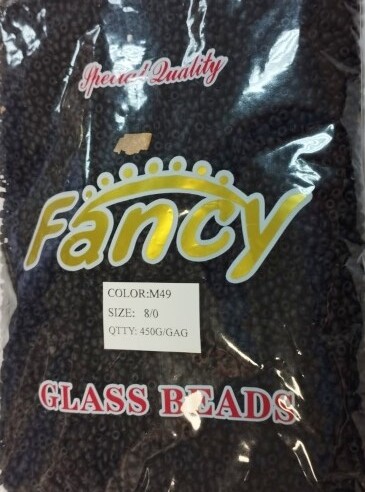 Special Quality
Fancy
COLOR:M49
SIZE: 8/0
QTTY: 450G/GAG
GLASS BEADS